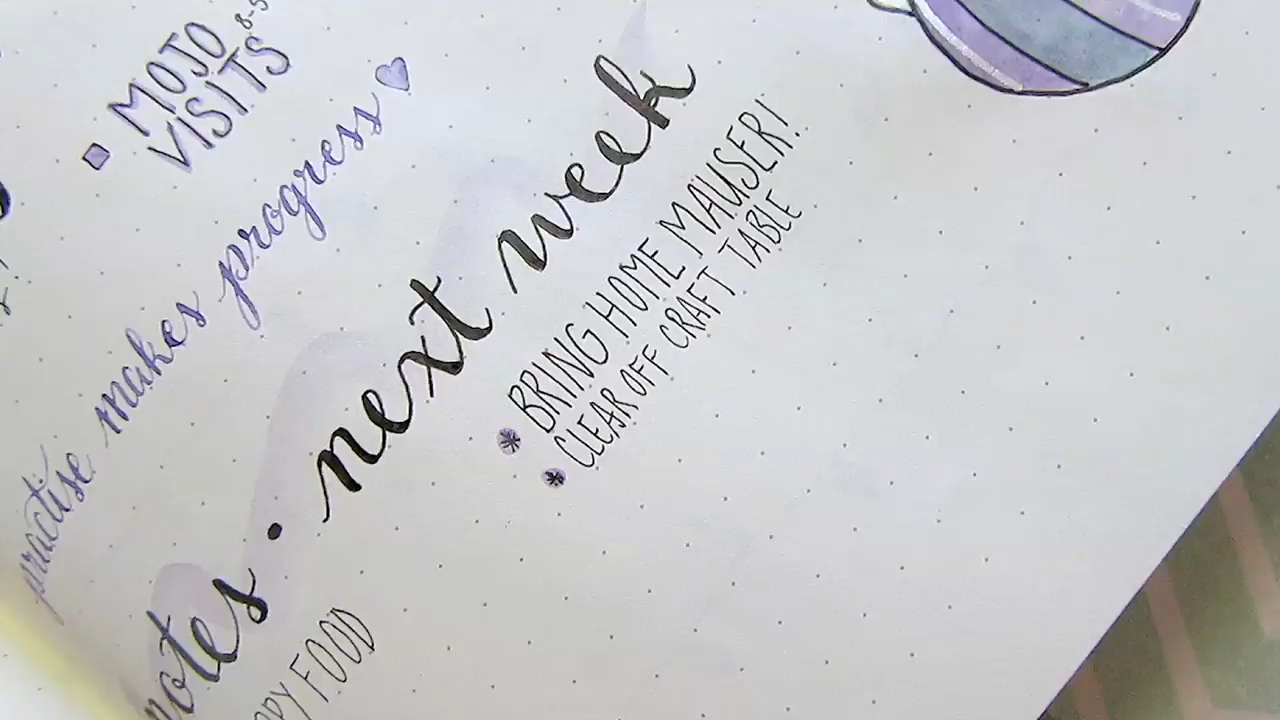 MOJO
VISITS
practise makes progress
notes • next week
BRING HOME MAUSER!
CLEAR OFF CRAFT TABLE
FOOD